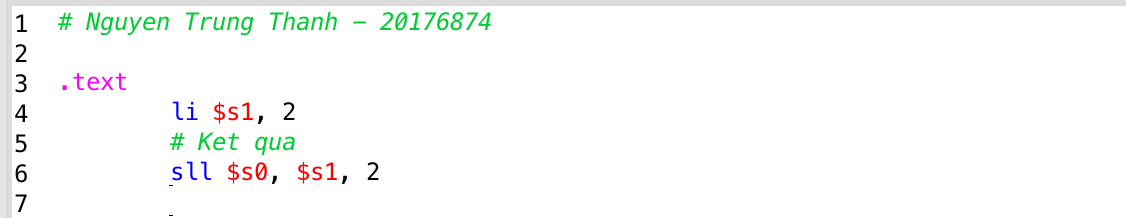 1 # Nguyen Trung Thanh – 20176874
2
3 .text
4 li $s1, 2
5 # Ket qua
6 sll $s0, $s1, 2
7